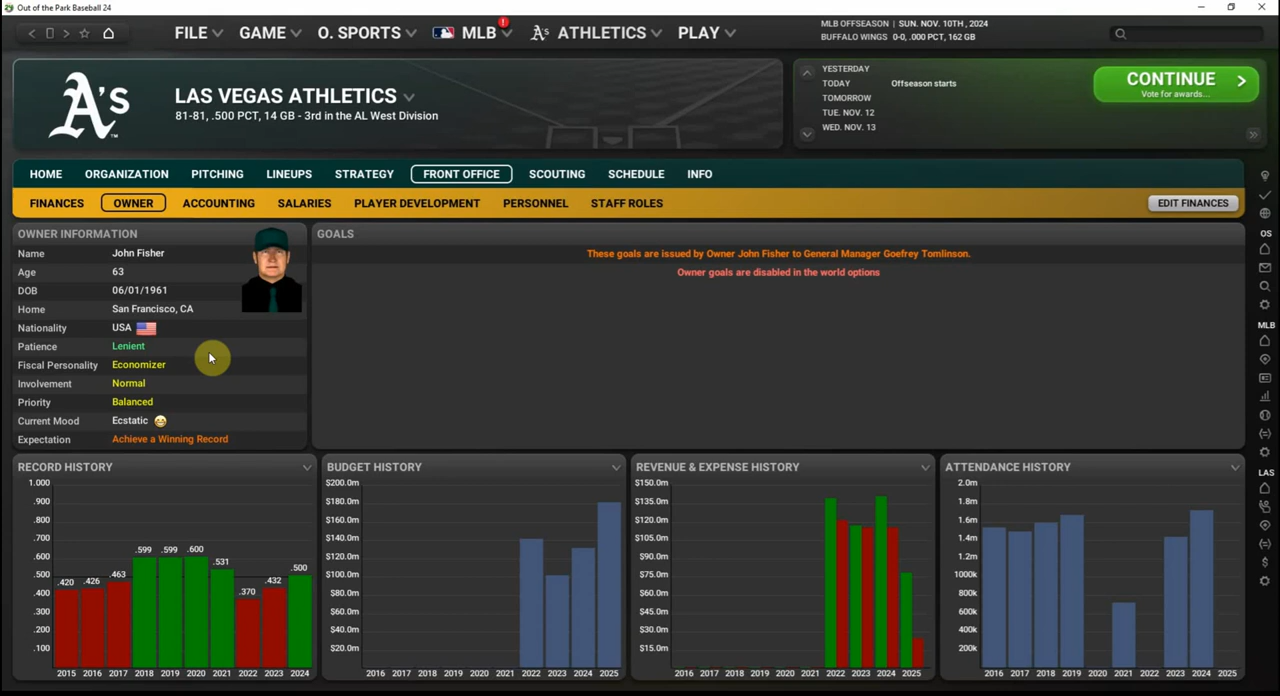 Out of the Park Baseball 24
FILE GAME O. SPORTS MLB ! A's ATHLETICS PLAY
MLB OFFSEASON | SUN. NOV. 10TH, 2024
BUFFALO WINGS 0-0, .000 PCT, 162 GB
A's
LAS VEGAS ATHLETICS
81-81, .500 PCT, 14 GB - 3rd in the AL West Division
YESTERDAY
TODAY Offseason starts
TOMORROW
TUE. NOV. 12
WED. NOV. 13
CONTINUE
Vote for awards...
HOME ORGANIZATION PITCHING LINEUPS STRATEGY FRONT OFFICE SCOUTING SCHEDULE INFO
FINANCES OWNER ACCOUNTING SALARIES PLAYER DEVELOPMENT PERSONNEL STAFF ROLES EDIT FINANCES
OWNER INFORMATION
Name John Fisher
Age 63
DOB 06/01/1961
Home San Francisco, CA
Nationality USA
Patience Lenient
Fiscal Personality Economizer
Involvement Normal
Priority Balanced
Current Mood Ecstatic
Expectation Achieve a Winning Record
GOALS
These goals are issued by Owner John Fisher to General Manager Goefrey Tomlinson.
Owner goals are disabled in the world options
OS
MLB
LAS
RECORD HISTORY
1.000
.900
.800
.700
.600
.500
.400
.300
.200
.100
.420 .426 .463 .599 .599 .600 .531 .370 .432 .500
2015 2016 2017 2018 2019 2020 2021 2022 2023 2024
BUDGET HISTORY
$200.0m
$180.0m
$160.0m
$140.0m
$120.0m
$100.0m
$80.0m
$60.0m
$40.0m
$20.0m
2016 2017 2018 2019 2020 2021 2022 2023 2024 2025
REVENUE & EXPENSE HISTORY
$150.0m
$135.0m
$120.0m
$105.0m
$90.0m
$75.0m
$60.0m
$45.0m
$30.0m
$15.0m
2016 2017 2018 2019 2020 2021 2022 2023 2024 2025
ATTENDANCE HISTORY
2.0m
1.8m
1.6m
1.4m
1.2m
1000k
800k
600k
400k
200k
2016 2017 2018 2019 2020 2021 2022 2023 2024 2025